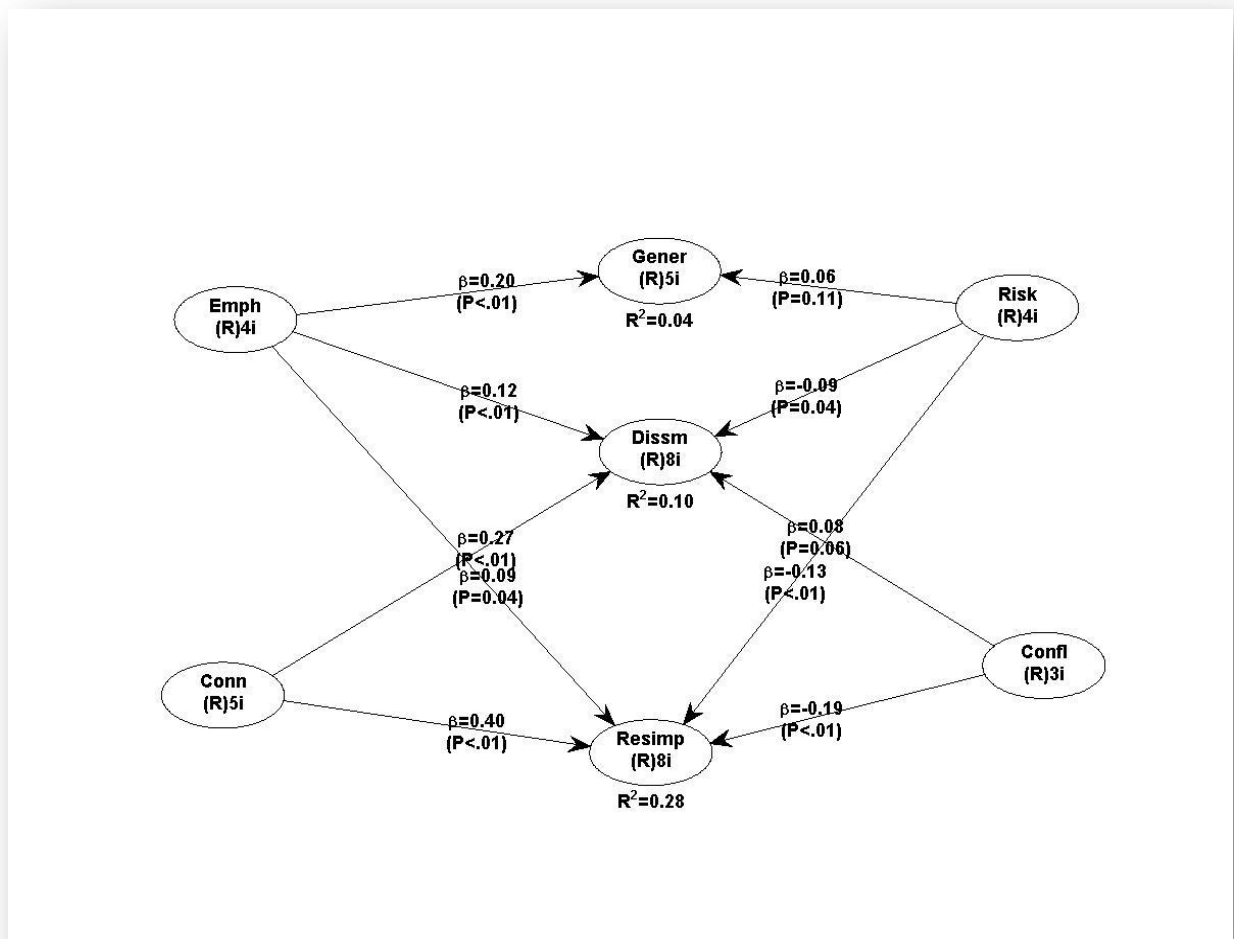 Gener
(R)5i
R²=0.04
β=0.20
(P<.01)
β=0.06
(P=0.11)
Emph
(R)4i
Risk
(R)4i
β=0.12
(P<.01)
β=-0.09
(P=0.04)
Dissm
(R)8i
R²=0.10
β=0.27
(P<.01)
β=0.09
(P=0.04)
β=0.08
(P=0.06)
β=-0.13
(P<.01)
Conn
(R)5i
Confl
(R)3i
β=0.40
(P<.01)
β=-0.19
(P<.01)
Resimp
(R)8i
R²=0.28